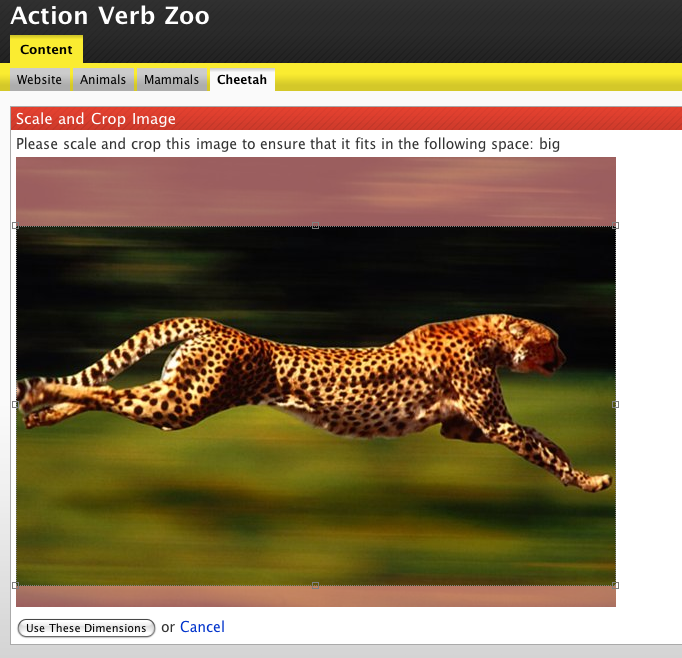 Action Verb Zoo
Content
Website Animals Mammals Cheetah
Scale and Crop Image
Please scale and crop this image to ensure that it fits in the following space: big
Use These Dimensions or Cancel